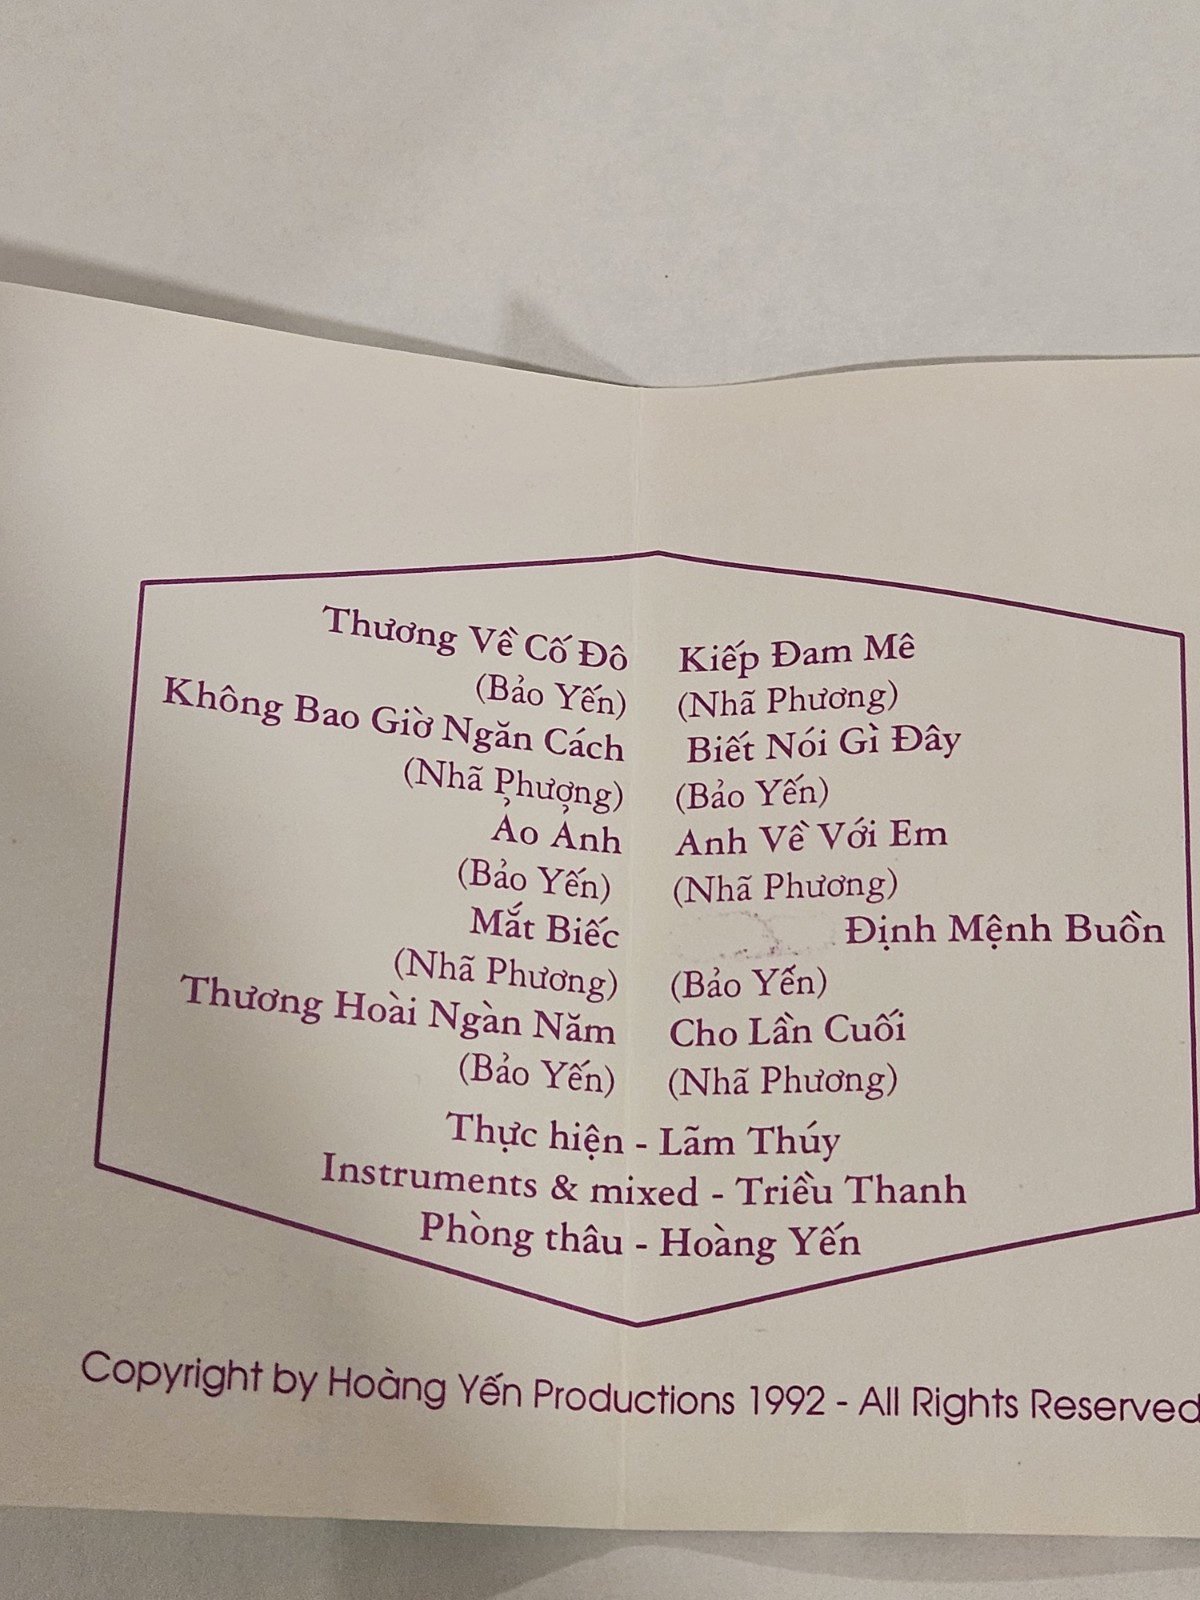 Thương Về Cố Đô
(Bảo Yến)
Không Bao Giờ Ngăn Cách
(Nhã Phượng)
Ảo Ảnh
(Bảo Yến)
Mắt Biếc
(Nhã Phương)
Thương Hoài Ngàn Năm
(Bảo Yến)
Kiếp Đam Mê
(Nhã Phương)
Biết Nói Gì Đây
(Bảo Yến)
Anh Về Với Em
(Nhã Phương)
Định Mệnh Buồn
(Bảo Yến)
Cho Lần Cuối
(Nhã Phương)
Thực hiện - Lãm Thúy
Instruments & mixed - Triều Thanh
Phòng thâu - Hoàng Yến
Copyright by Hoàng Yến Productions 1992 - All Rights Reserved